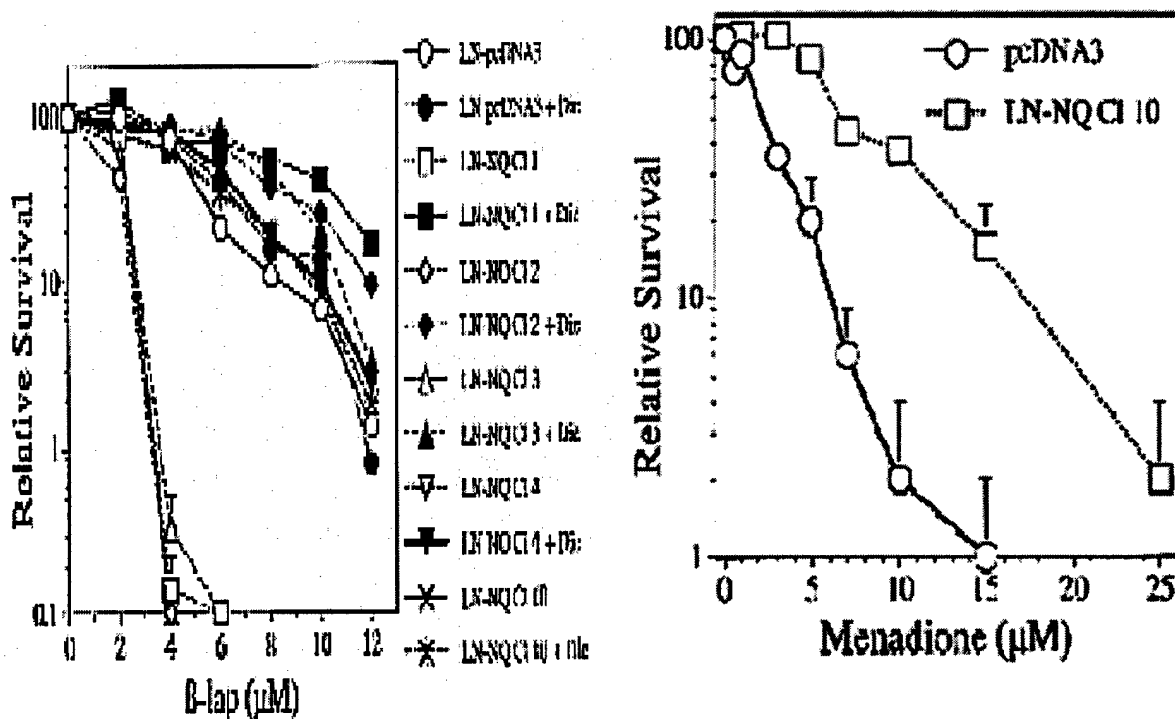 Relative Survival
100
10
1
0.1
0 2 4 6 8 10 12
ß-lap (µM)
LN-pcDNA3
LN-pcDNA3 + Dic
LN-NQ Cl 1
LN-NQ Cl 1 + Dic
LN-NQ Cl 2
LN-NQ Cl 2 + Dic
LN-NQ Cl 3
LN-NQ Cl 3 + Dic
LN-NQ Cl 4
LN-NQ Cl 4 + Dic
LN-NQ Cl 10
LN-NQ Cl 10 + Dic
Relative Survival
100
10
1
0 5 10 15 20 25
Menadione (µM)
pcDNA3
LN-NQ Cl 10